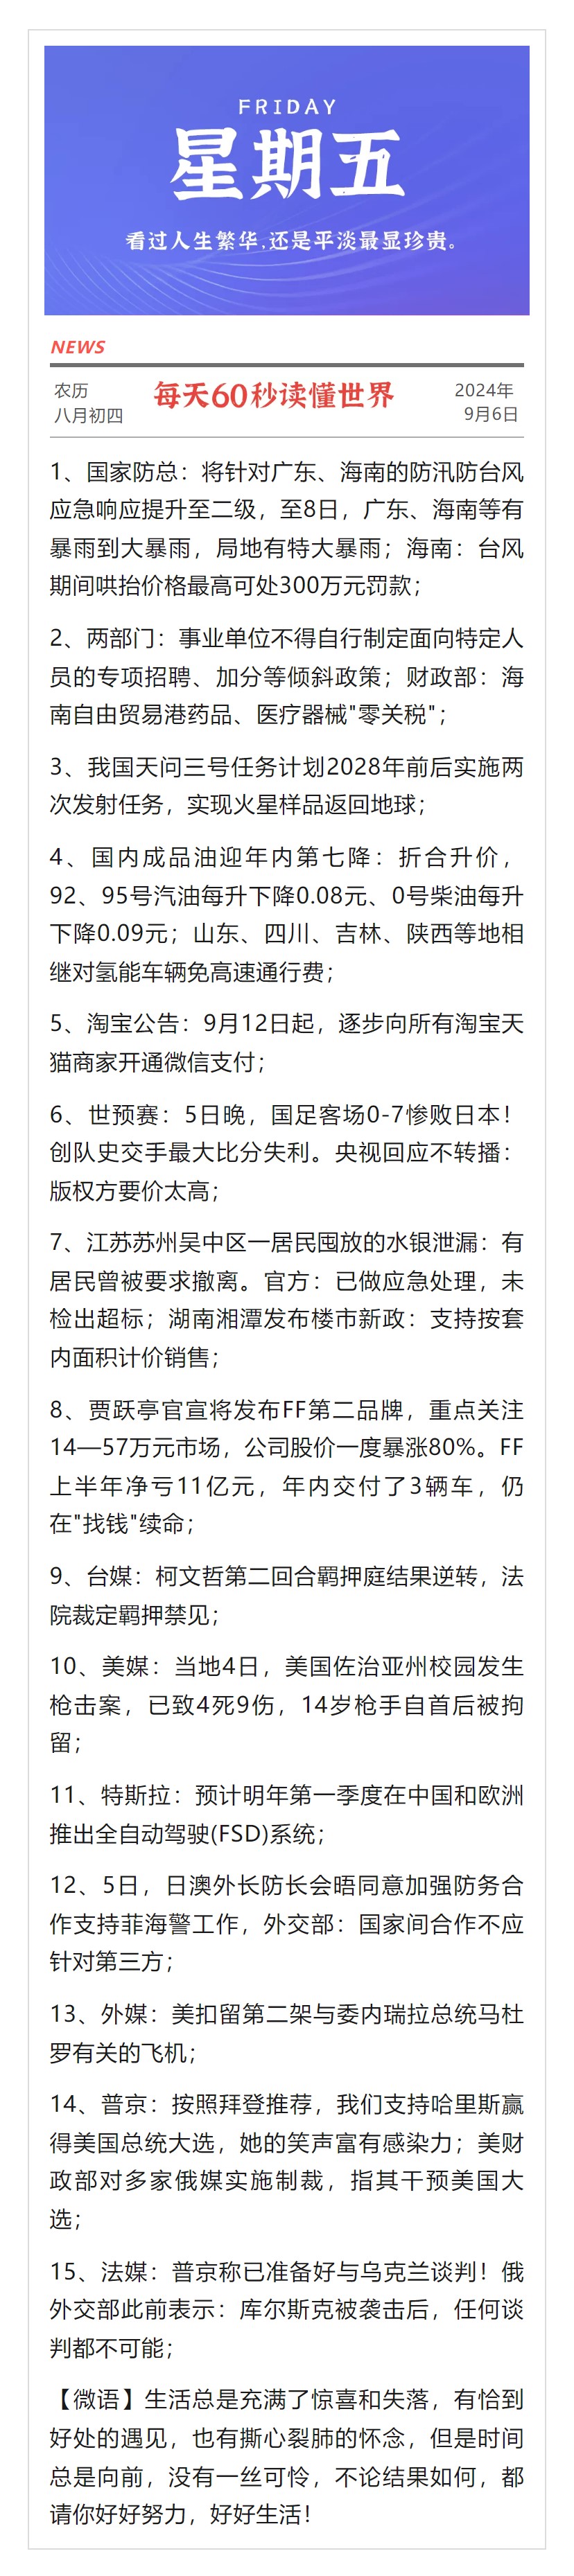 FRIDAY
星期五
看过人生繁华,还是平淡最显珍贵。
NEWS
农历
八月初四
每天60秒读懂世界
2024年
9月6日
1、国家防总：将针对广东、海南的防汛防台风
应急响应提升至二级，至8日，广东、海南等有
暴雨到大暴雨，局地有特大暴雨；海南：台风
期间哄抬价格最高可处300万元罚款；
2、两部门：事业单位不得自行制定面向特定人
员的专项招聘、加分等倾斜政策；财政部：海
南自由贸易港药品、医疗器械"零关税"；
3、我国天问三号任务计划2028年前后实施两
次发射任务，实现火星样品返回地球；
4、国内成品油迎年内第七降：折合升价，
92、95号汽油每升下降0.08元、0号柴油每升
下降0.09元；山东、四川、吉林、陕西等地相
继对氢能车辆免高速通行费；
5、淘宝公告：9月12日起，逐步向所有淘宝天
猫商家开通微信支付；
6、世预赛：5日晚，国足客场0-7惨败日本！
创队史交手最大比分失利。央视回应不转播：
版权方要价太高；
7、江苏苏州吴中区一居民囤放的水银泄漏：有
居民曾被要求撤离。官方：已做应急处理，未
检出超标；湖南湘潭发布楼市新政：支持按套
内面积计价销售；
8、贾跃亭官宣将发布FF第二品牌，重点关注
14—57万元市场，公司股价一度暴涨80%。FF
上半年净亏11亿元，年内交付了3辆车，仍
在"找钱"续命；
9、台媒：柯文哲第二回合羁押庭结果逆转，法
院裁定羁押禁见；
10、美媒：当地4日，美国佐治亚州校园发生
枪击案，已致4死9伤，14岁枪手自首后被拘
留；
11、特斯拉：预计明年第一季度在中国和欧洲
推出全自动驾驶(FSD)系统；
12、5日，日澳外长防长会晤同意加强防务合
作支持菲海警工作，外交部：国家间合作不应
针对第三方；
13、外媒：美扣留第二架与委内瑞拉总统马杜
罗有关的飞机；
14、普京：按照拜登推荐，我们支持哈里斯赢
得美国总统大选，她的笑声富有感染力；美财
政部对多家俄媒实施制裁，指其干预美国大
选；
15、法媒：普京称已准备好与乌克兰谈判！俄
外交部此前表示：库尔斯克被袭击后，任何谈
判都不可能；
【微语】生活总是充满了惊喜和失落，有恰到
好处的遇见，也有撕心裂肺的怀念，但是时间
总是向前，没有一丝可怜，不论结果如何，都
请你好好努力，好好生活！